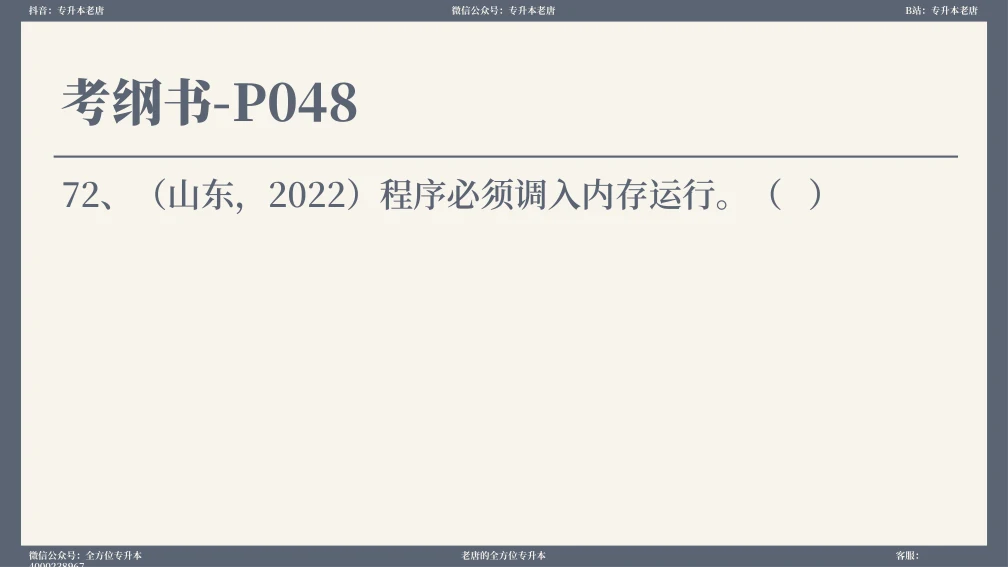 抖音：专升本老唐
微信公众号：专升本老唐
B站：专升本老唐
考纲书-P048
72、（山东，2022）程序必须调入内存运行。（ ）
微信公众号：全方位专升本
老唐的全方位专升本
客服：
4000238967